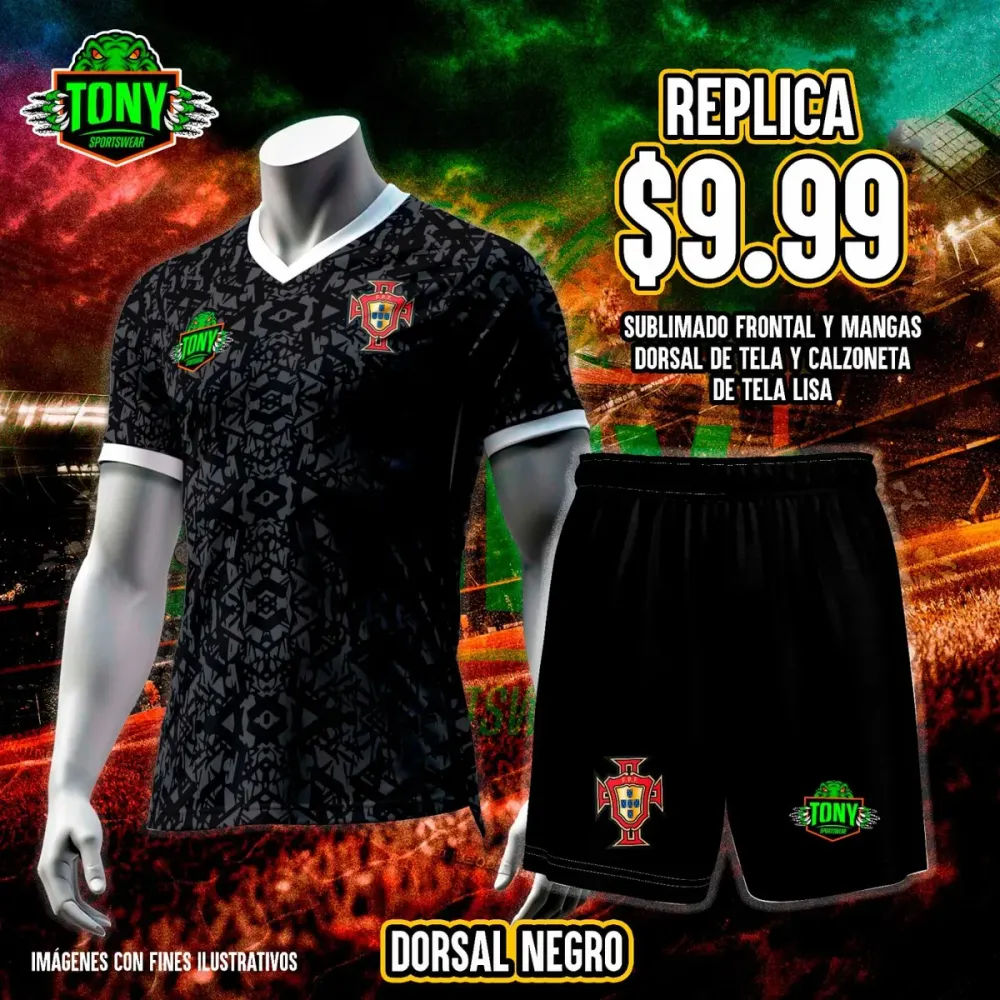 TONY
SPORTSWEAR
REPLICA
$9.99
SUBLIMADO FRONTAL Y MANGAS
DORSAL DE TELA Y CALZONETA
DE TELA LISA
TONY
TONY
SPORTSWEAR
DORSAL NEGRO
IMÁGENES CON FINES ILUSTRATIVOS